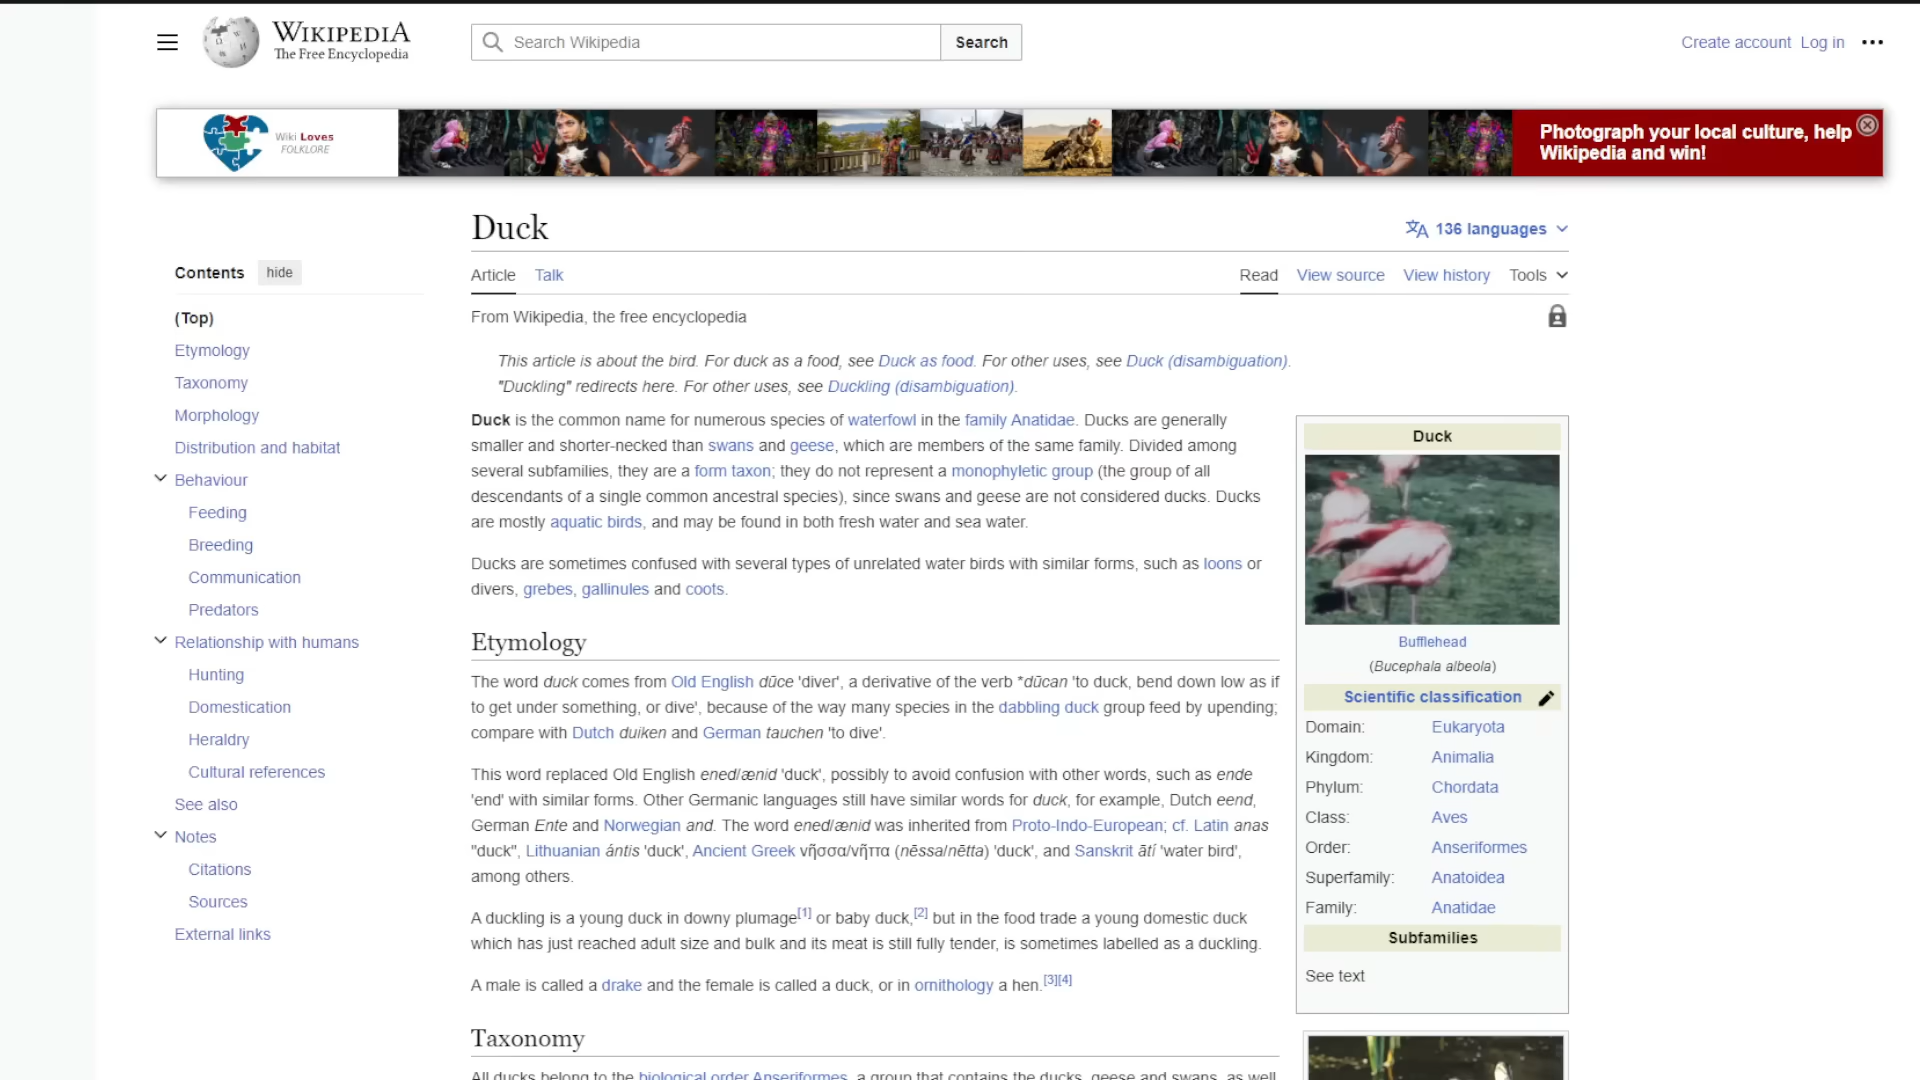 WIKIPEDIA
The Free Encyclopedia
Search Wikipedia
Search
Create account Log in
Wiki Loves
FOLKLORE
Photograph your local culture, help
Wikipedia and win!
Contents hide
(Top)
Etymology
Taxonomy
Morphology
Distribution and habitat
Behaviour
Feeding
Breeding
Communication
Predators
Relationship with humans
Hunting
Domestication
Heraldry
Cultural references
See also
Notes
Citations
Sources
External links
Duck
136 languages
Article Talk
Read View source View history Tools
From Wikipedia, the free encyclopedia
This article is about the bird. For duck as a food, see Duck as food. For other uses, see Duck (disambiguation).
"Duckling" redirects here. For other uses, see Duckling (disambiguation).
Duck is the common name for numerous species of waterfowl in the family Anatidae. Ducks are generally
smaller and shorter-necked than swans and geese, which are members of the same family. Divided among
several subfamilies, they are a form taxon; they do not represent a monophyletic group (the group of all
descendants of a single common ancestral species), since swans and geese are not considered ducks. Ducks
are mostly aquatic birds, and may be found in both fresh water and sea water.
Ducks are sometimes confused with several types of unrelated water birds with similar forms, such as loons or
divers, grebes, gallinules and coots.
Etymology
The word duck comes from Old English dūce 'diver', a derivative of the verb *dūcan 'to duck, bend down low as if
to get under something, or dive', because of the way many species in the dabbling duck group feed by upending;
compare with Dutch duiken and German tauchen 'to dive'.
This word replaced Old English ened/ænid 'duck', possibly to avoid confusion with other words, such as ende
'end' with similar forms. Other Germanic languages still have similar words for duck, for example, Dutch eend,
German Ente and Norwegian and. The word ened/ænid was inherited from Proto-Indo-European; cf. Latin anas
"duck", Lithuanian ántis 'duck', Ancient Greek νῆσσα/νῆττα (nēssa/nētta) 'duck', and Sanskrit ātí 'water bird',
among others.
A duckling is a young duck in downy plumage[1] or baby duck,[2] but in the food trade a young domestic duck
which has just reached adult size and bulk and its meat is still fully tender, is sometimes labelled as a duckling.
A male is called a drake and the female is called a duck, or in ornithology a hen.[3][4]
Taxonomy
All ducks belong to the biological order Anseriformes, a group that contains the ducks, geese and swans, as well
Duck
Bufflehead
(Bucephala albeola)
Scientific classification
Domain: Eukaryota
Kingdom: Animalia
Phylum: Chordata
Class: Aves
Order: Anseriformes
Superfamily: Anatoidea
Family: Anatidae
Subfamilies
See text